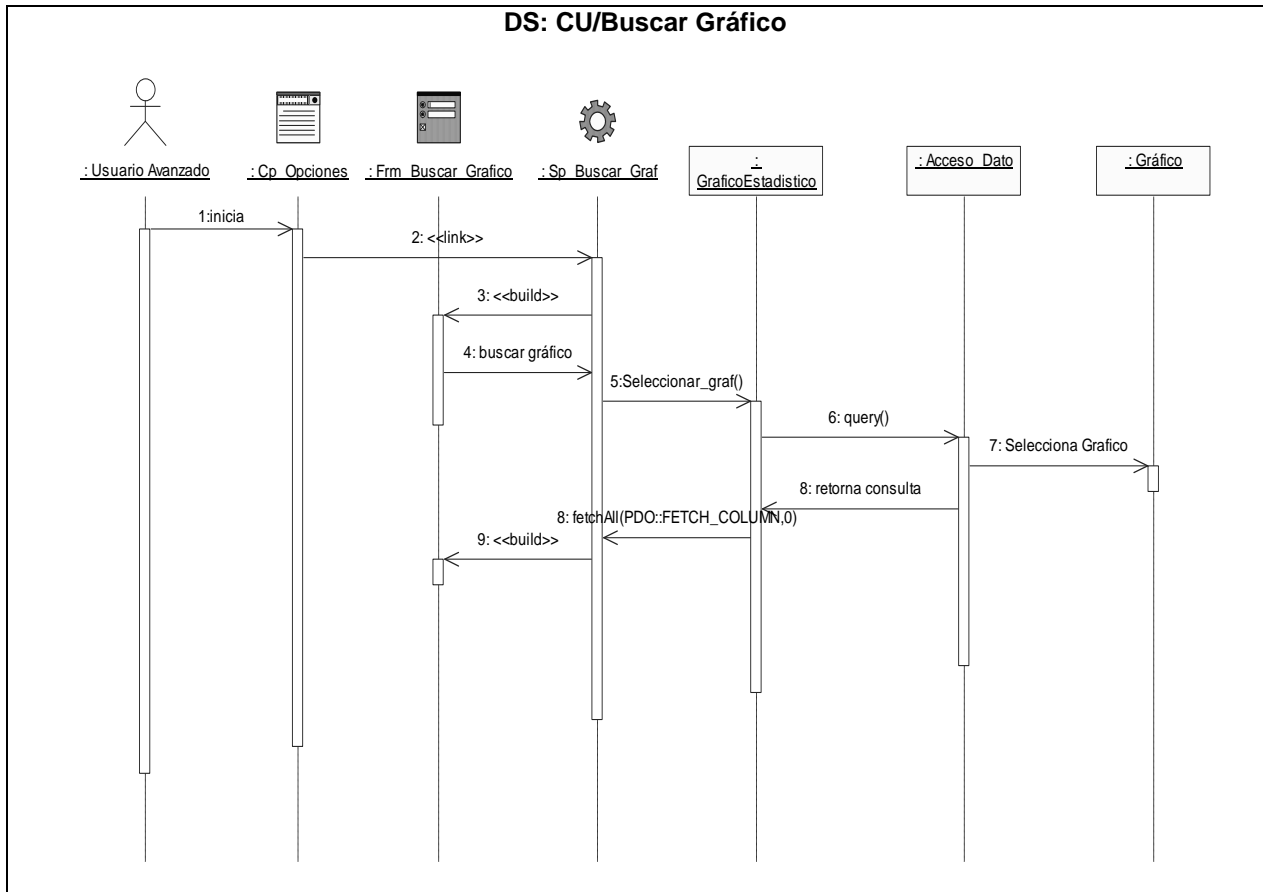 DS: CU/Buscar Gráfico
: Usuario Avanzado
: Cp_Opciones
: Frm_Buscar_Grafico
: Sp_Buscar_Graf
:
GraficoEstadistico
: Acceso_Dato
: Gráfico
1:inicia
2: <<link>>
3: <<build>>
4: buscar gráfico
5:Seleccionar_graf()
6: query()
7: Selecciona Grafico
8: retorna consulta
8: fetchAll(PDO::FETCH_COLUMN,0)
9: <<build>>